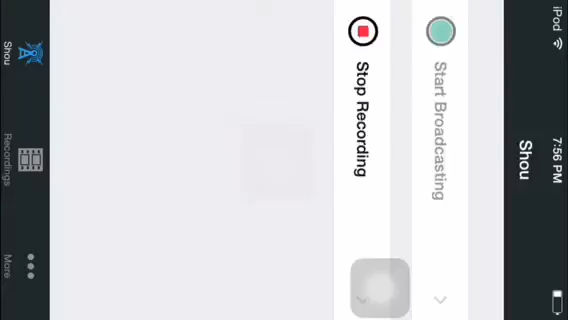 iPod 7:56 PM
Shou
Start Broadcasting
Stop Recording
Shou Recordings More